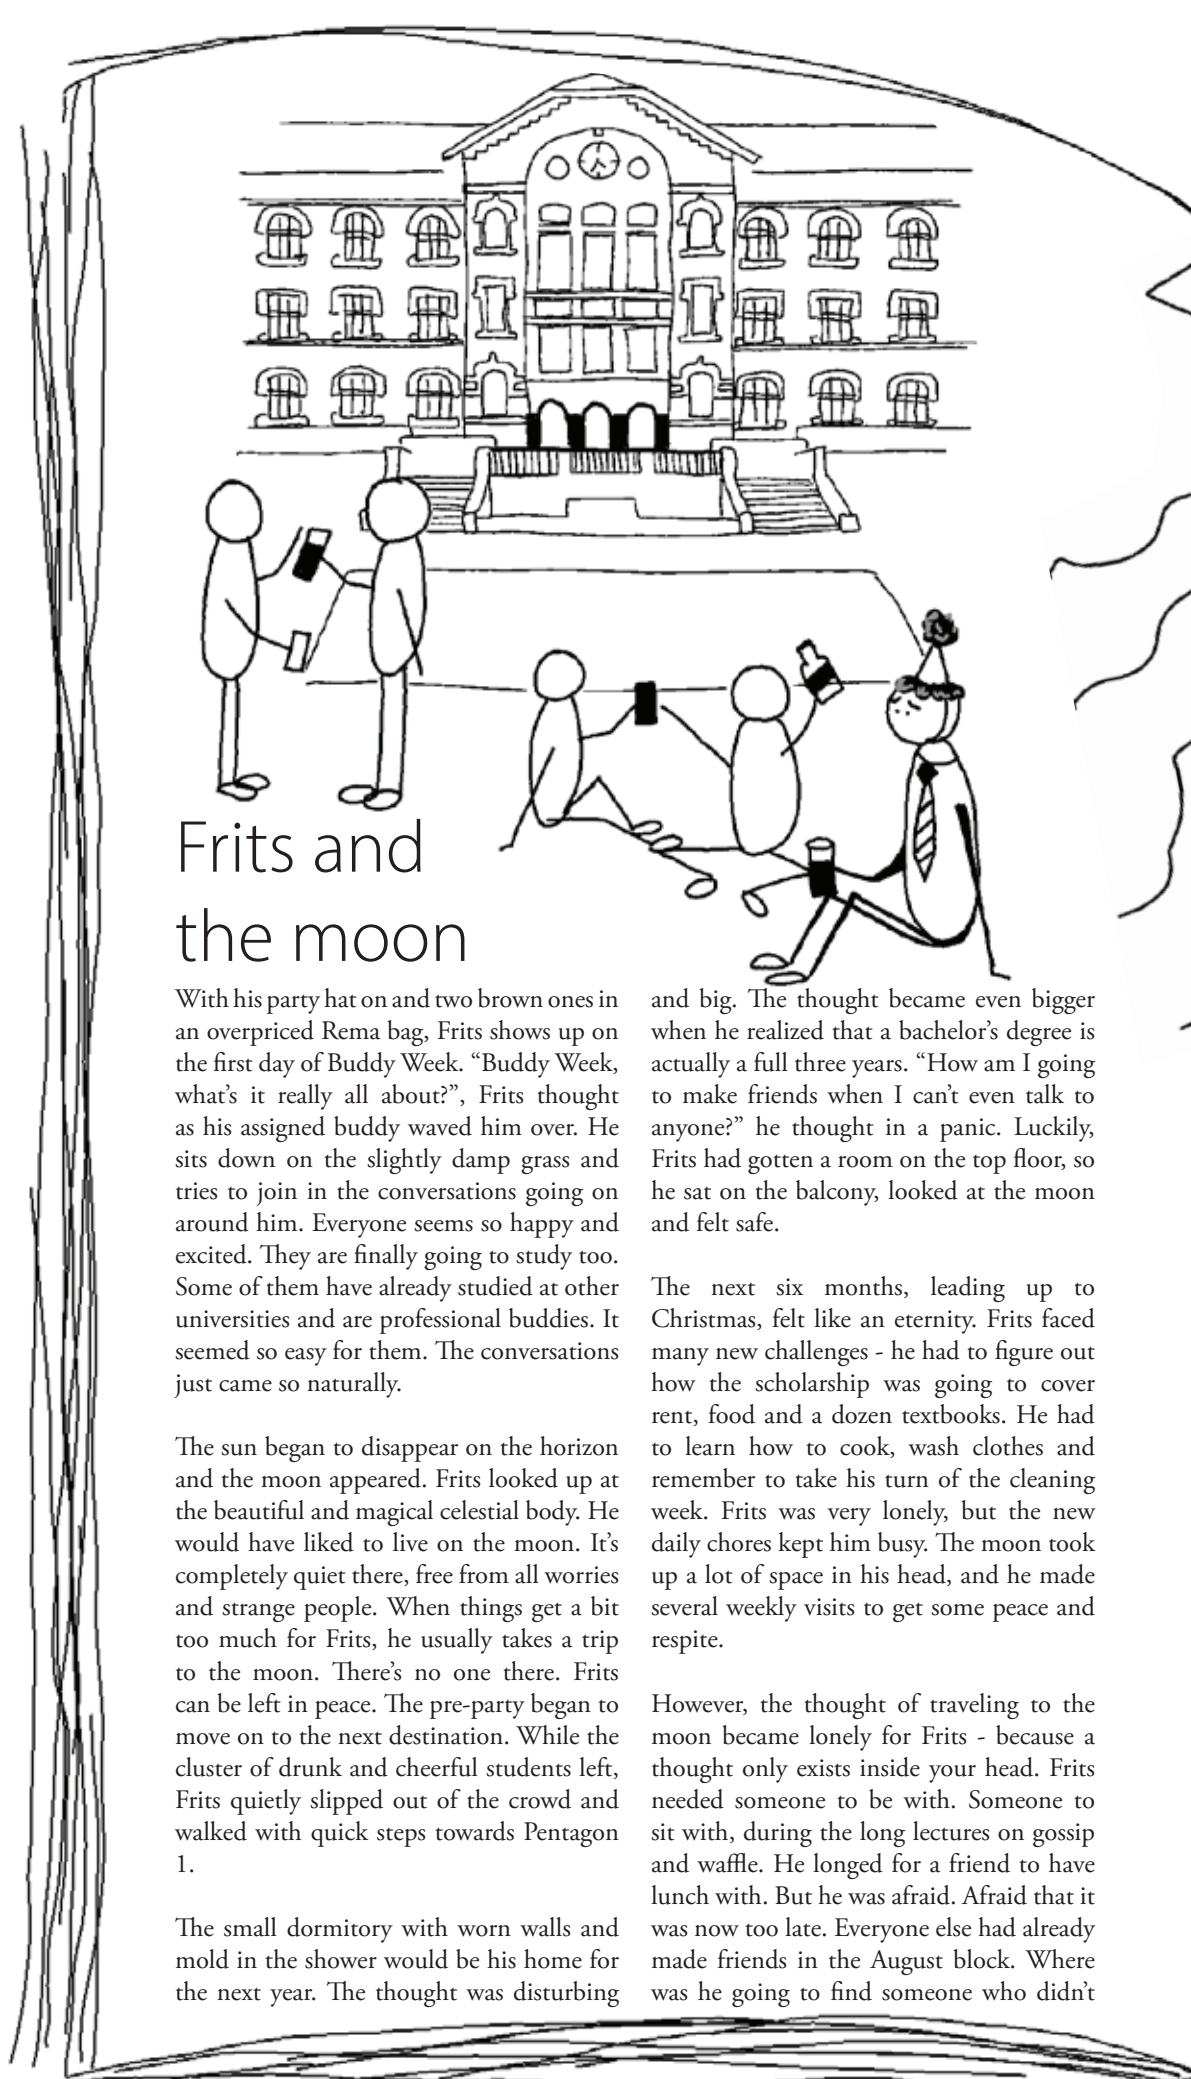 Frits and
the moon
With his party hat on and two brown ones in
an overpriced Rema bag, Frits shows up on
the first day of Buddy Week. “Buddy Week,
what’s it really all about?”, Frits thought
as his assigned buddy waved him over. He
sits down on the slightly damp grass and
tries to join in the conversations going on
around him. Everyone seems so happy and
excited. They are finally going to study too.
Some of them have already studied at other
universities and are professional buddies. It
seemed so easy for them. The conversations
just came so naturally.
The sun began to disappear on the horizon
and the moon appeared. Frits looked up at
the beautiful and magical celestial body. He
would have liked to live on the moon. It’s
completely quiet there, free from all worries
and strange people. When things get a bit
too much for Frits, he usually takes a trip
to the moon. There’s no one there. Frits
can be left in peace. The pre-party began to
move on to the next destination. While the
cluster of drunk and cheerful students left,
Frits quietly slipped out of the crowd and
walked with quick steps towards Pentagon
1.
The small dormitory with worn walls and
mold in the shower would be his home for
the next year. The thought was disturbing
and big. The thought became even bigger
when he realized that a bachelor’s degree is
actually a full three years. “How am I going
to make friends when I can’t even talk to
anyone?” he thought in a panic. Luckily,
Frits had gotten a room on the top floor, so
he sat on the balcony, looked at the moon
and felt safe.
The next six months, leading up to
Christmas, felt like an eternity. Frits faced
many new challenges - he had to figure out
how the scholarship was going to cover
rent, food and a dozen textbooks. He had
to learn how to cook, wash clothes and
remember to take his turn of the cleaning
week. Frits was very lonely, but the new
daily chores kept him busy. The moon took
up a lot of space in his head, and he made
several weekly visits to get some peace and
respite.
However, the thought of traveling to the
moon became lonely for Frits - because a
thought only exists inside your head. Frits
needed someone to be with. Someone to
sit with, during the long lectures on gossip
and waffle. He longed for a friend to have
lunch with. But he was afraid. Afraid that it
was now too late. Everyone else had already
made friends in the August block. Where
was he going to find someone who didn’t